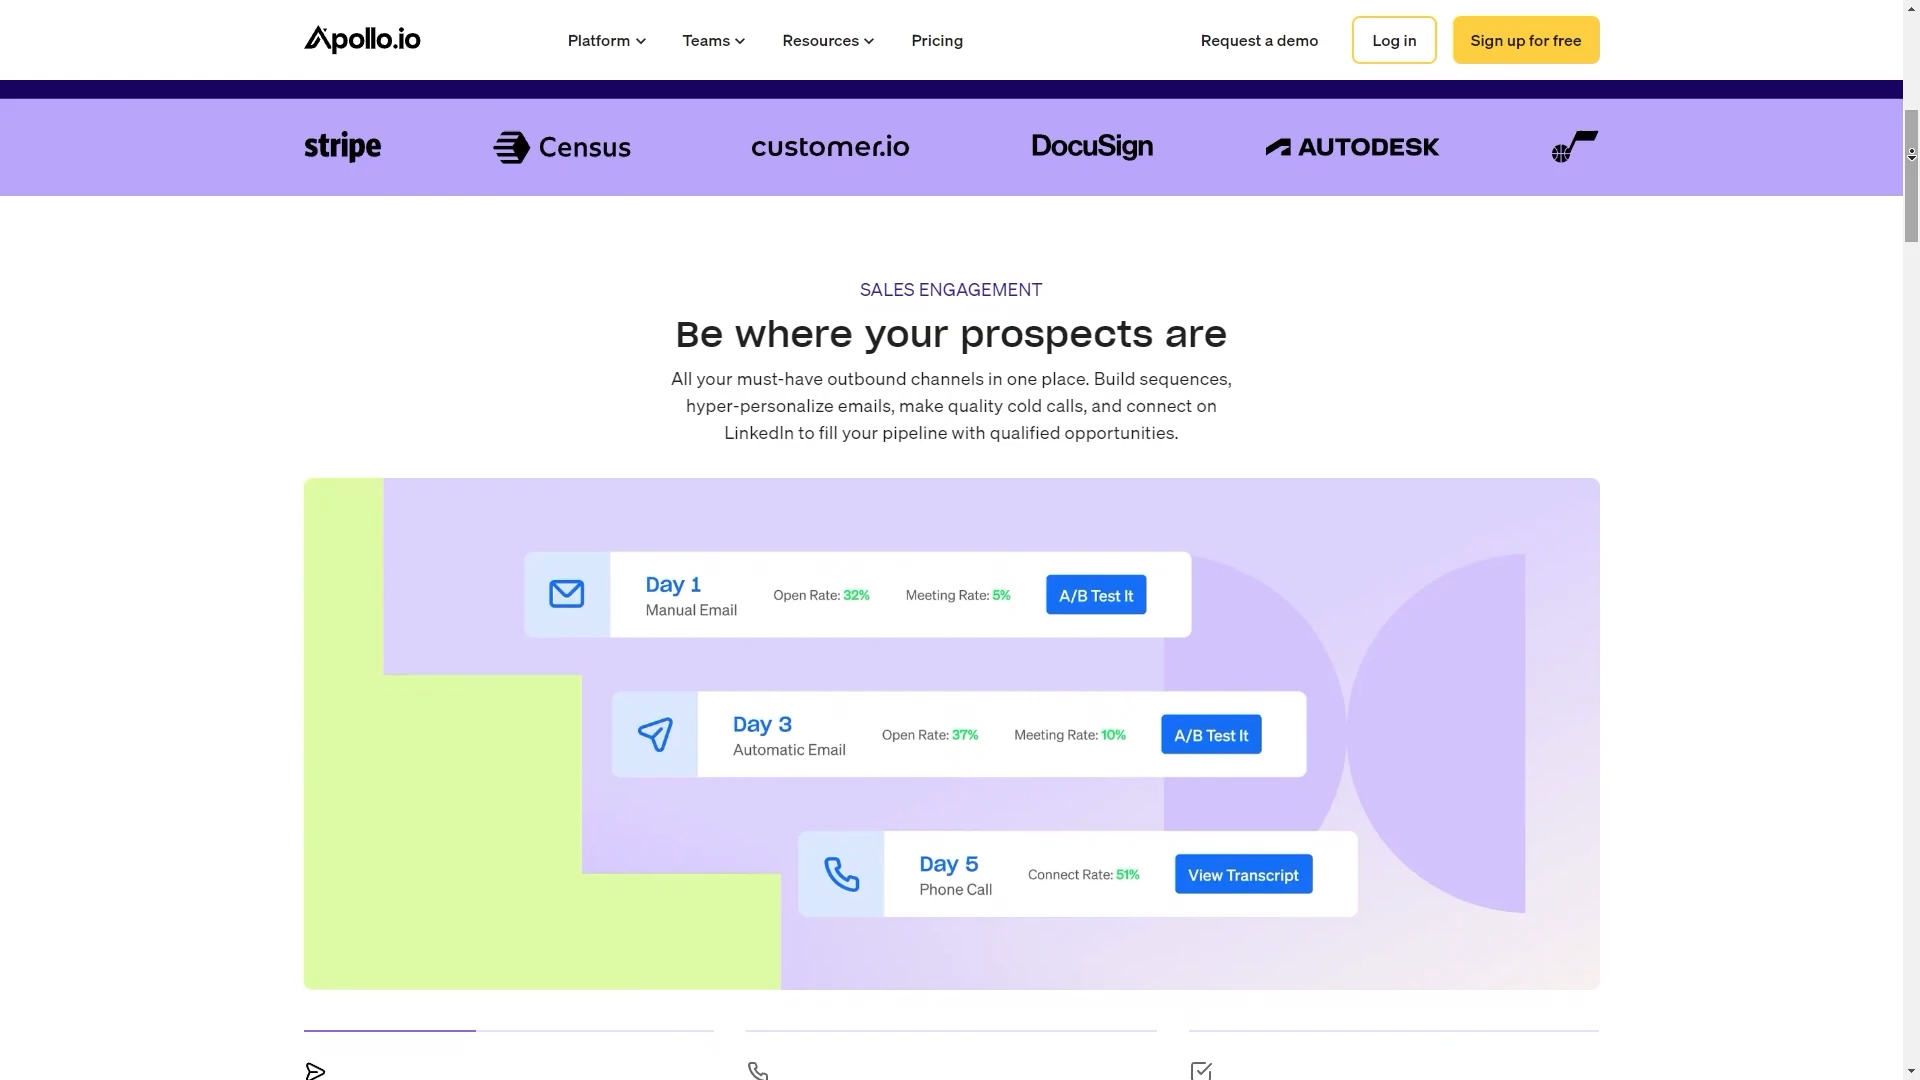 Apollo.io
Platform
Teams
Resources
Pricing
Request a demo
Log in
Sign up for free
stripe
Census
customer.io
DocuSign
AUTODESK
SALES ENGAGEMENT
Be where your prospects are
All your must-have outbound channels in one place. Build sequences,
hyper-personalize emails, make quality cold calls, and connect on
LinkedIn to fill your pipeline with qualified opportunities.
Day 1
Manual Email
Open Rate: 32%
Meeting Rate: 5%
A/B Test It
Day 3
Automatic Email
Open Rate: 37%
Meeting Rate: 10%
A/B Test It
Day 5
Phone Call
Connect Rate: 51%
View Transcript